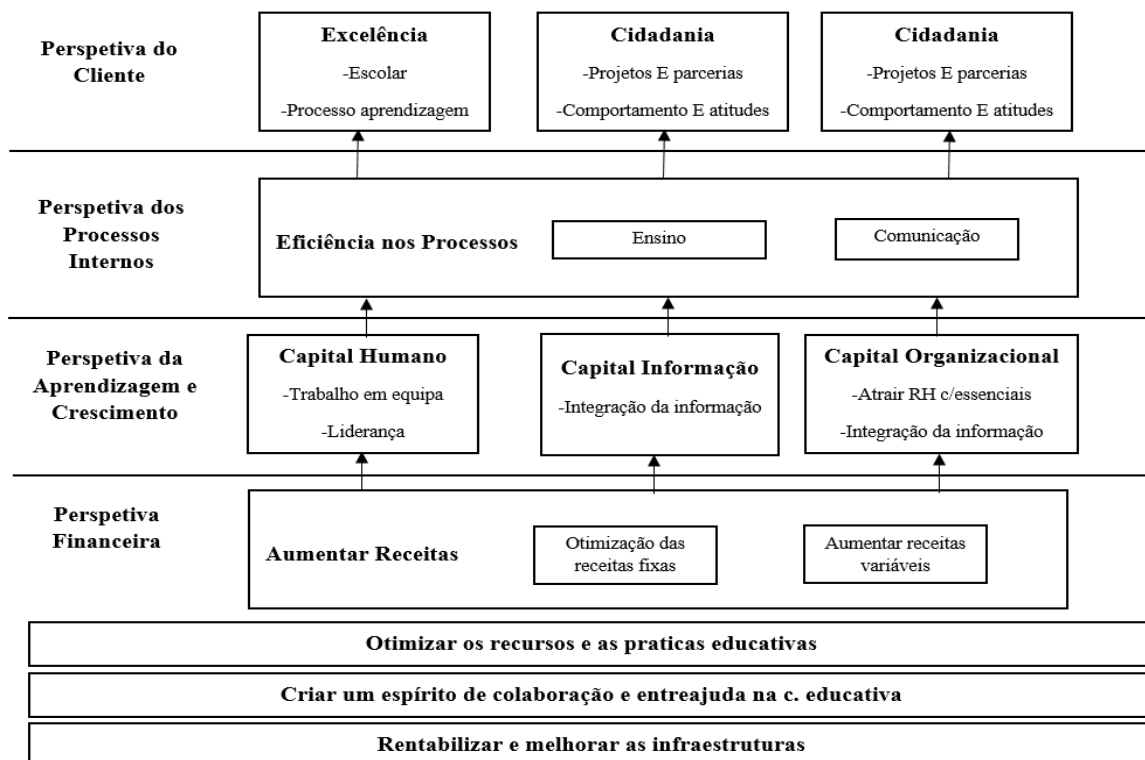 Perspetiva do
Cliente
Excelência
-Escolar
-Processo aprendizagem
Cidadania
-Projetos E parcerias
-Comportamento E atitudes
Cidadania
-Projetos E parcerias
-Comportamento E atitudes
Perspetiva dos
Processos
Internos
Eficiência nos Processos
Ensino
Comunicação
Perspetiva da
Aprendizagem e
Crescimento
Capital Humano
-Trabalho em equipa
-Liderança
Capital Informação
-Integração da informação
Capital Organizacional
-Atrair RH c/essenciais
-Integração da informação
Perspetiva
Financeira
Aumentar Receitas
Otimização das
receitas fixas
Aumentar receitas
variáveis
Otimizar os recursos e as praticas educativas
Criar um espírito de colaboração e entreajuda na c. educativa
Rentabilizar e melhorar as infraestruturas